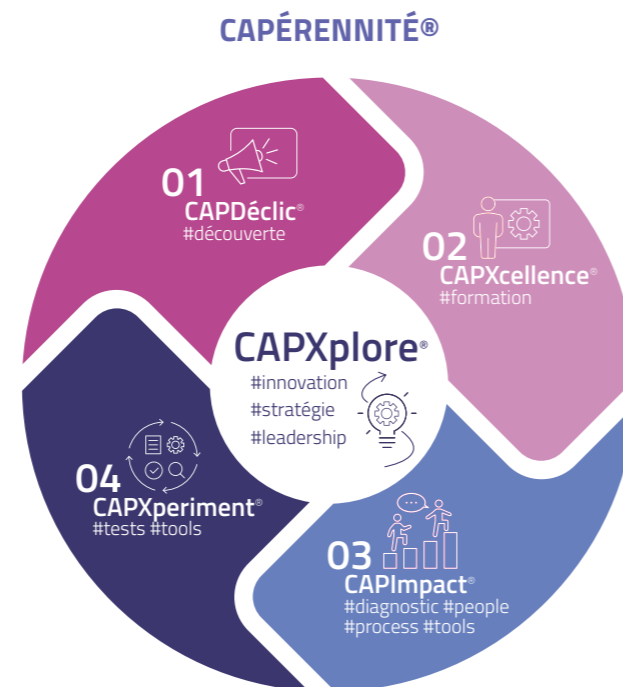 CAPÉRENNITÉ®
01
CAPDéclic®
#découverte
02
CAPXcellence®
#formation
CAPXplore®
#innovation
#stratégie
#leadership
03
CAPImpact®
#diagnostic #people
#process #tools
04
CAPXperiment®
#tests #tools